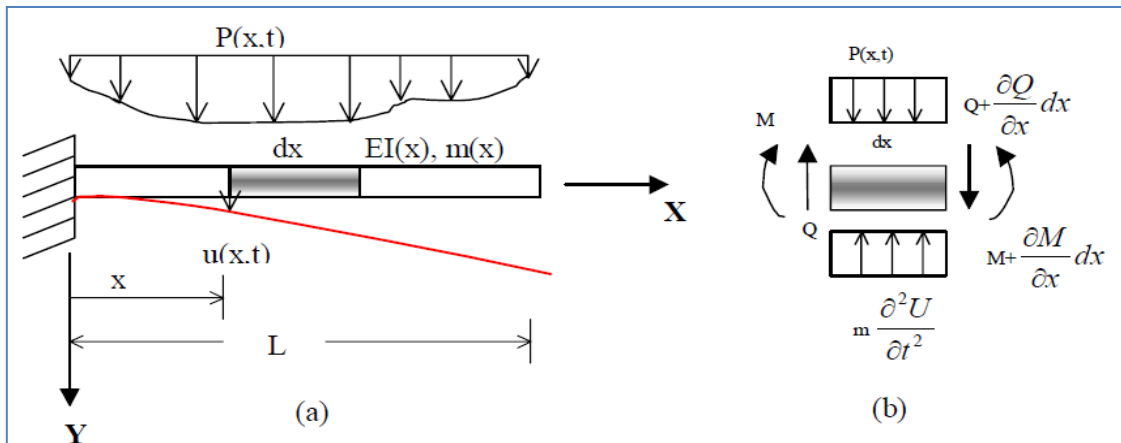 P(x,t)
dx
EI(x), m(x)
X
u(x,t)
x
L
Y
(a)
P(x,t)
Q+∂Q/∂x dx
M
dx
Q
M+∂M/∂x dx
m ∂²U/∂t²
(b)